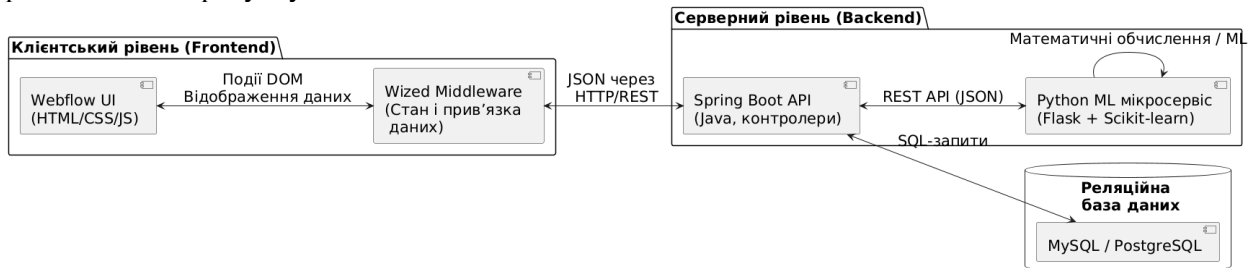 Клієнтський рівень (Frontend)
Webflow UI
(HTML/CSS/JS)
Події DOM
Відображення даних
Wized Middleware
(Стан і прив’язка
даних)
JSON через
HTTP/REST
Серверний рівень (Backend)
Spring Boot API
(Java, контролери)
REST API (JSON)
Математичні обчислення / ML
Python ML мікросервіс
(Flask + Scikit-learn)
SQL-запити
Реляційна
база даних
MySQL / PostgreSQL